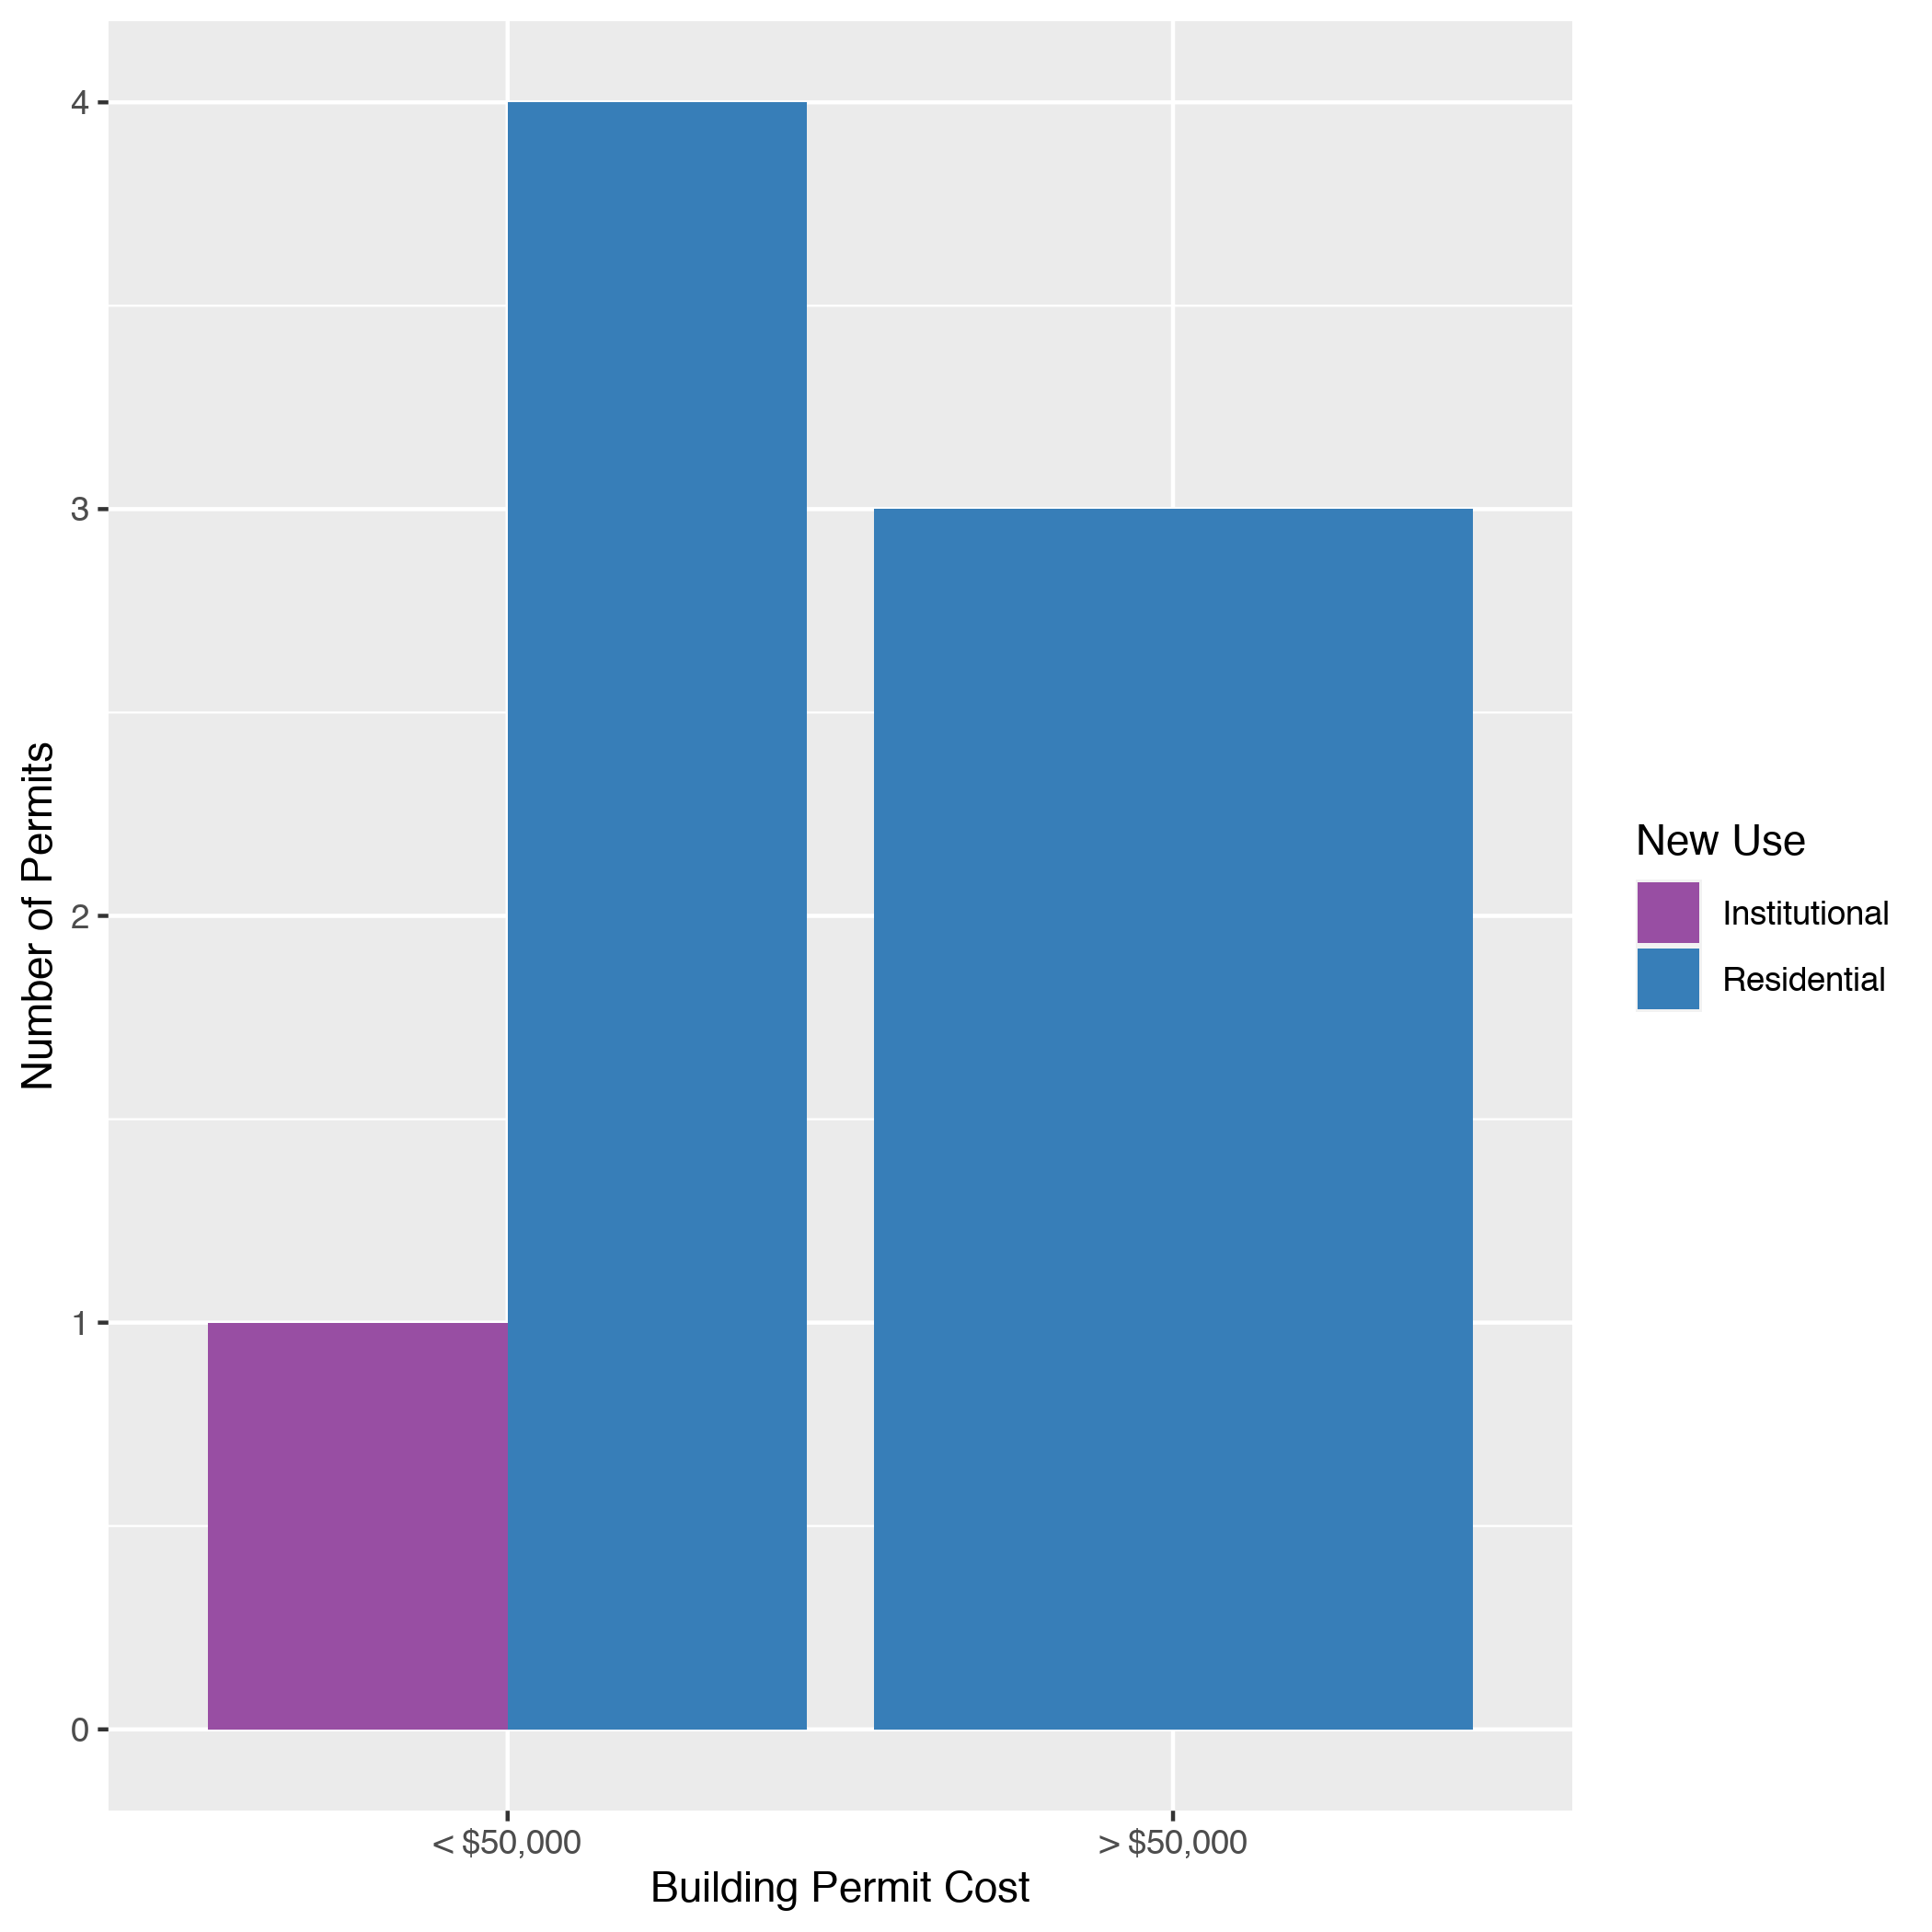 4
3
2
1
0
Number of Permits
< $50,000
> $50,000
Building Permit Cost
New Use
Institutional
Residential